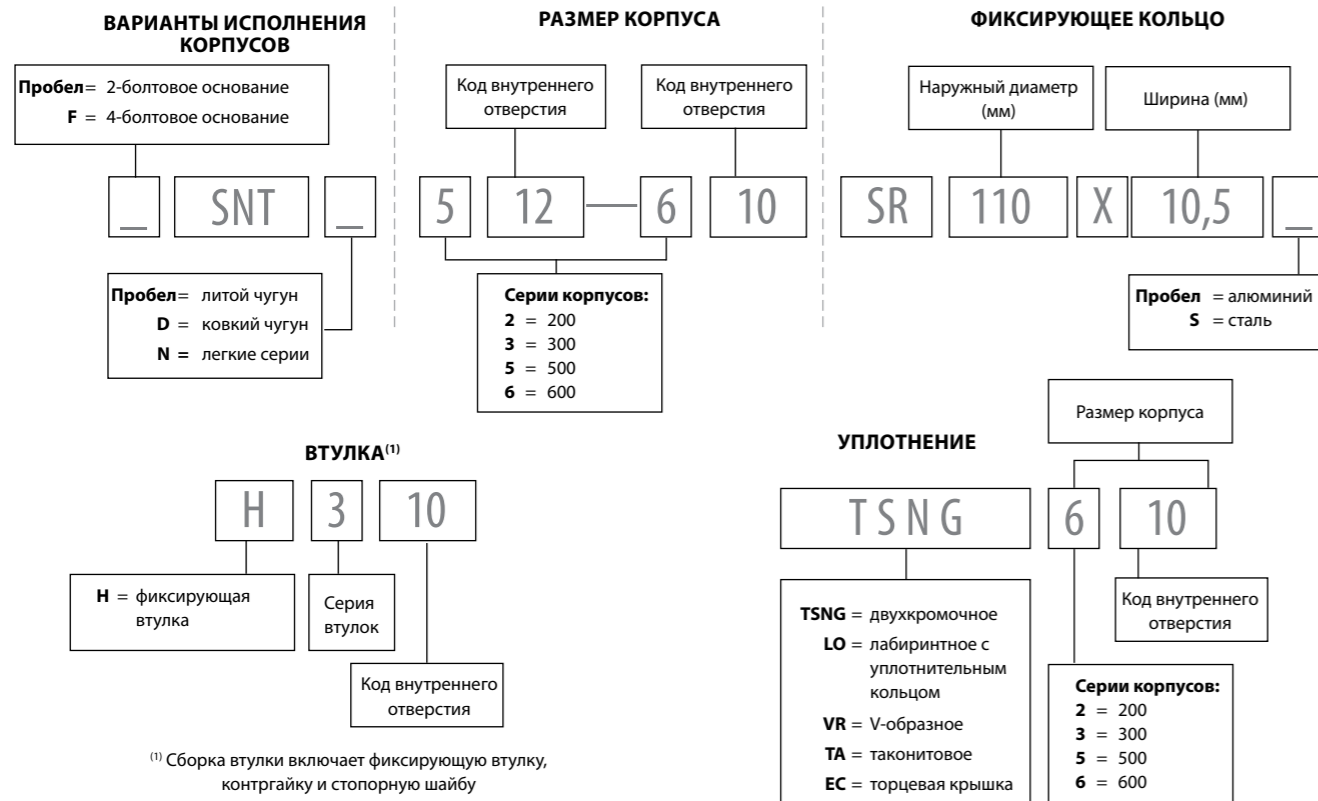 ВАРИАНТЫ ИСПОЛНЕНИЯ
КОРПУСОВ
Пробел = 2-болтовое основание
F = 4-болтовое основание
_ SNT _
Пробел = литой чугун
D = ковкий чугун
N = легкие серии
РАЗМЕР КОРПУСА
Код внутреннего
отверстия
Код внутреннего
отверстия
5 12 — 6 10
Серии корпусов:
2 = 200
3 = 300
5 = 500
6 = 600
ФИКСИРУЮЩЕЕ КОЛЬЦО
Наружный диаметр
(мм)
Ширина (мм)
SR 110 X 10,5 _
Пробел = алюминий
S = сталь
ВТУЛКА(1)
H 3 10
H = фиксирующая
втулка
Серия
втулок
Код внутреннего
отверстия
(1) Сборка втулки включает фиксирующую втулку,
контргайку и стопорную шайбу
УПЛОТНЕНИЕ
Размер корпуса
TSNG 6 10
TSNG = двухкромочное
LO = лабиринтное с
уплотнительным
кольцом
VR = V-образное
TA = таконитовое
EC = торцевая крышка
Код внутреннего
отверстия
Серии корпусов:
2 = 200
3 = 300
5 = 500
6 = 600